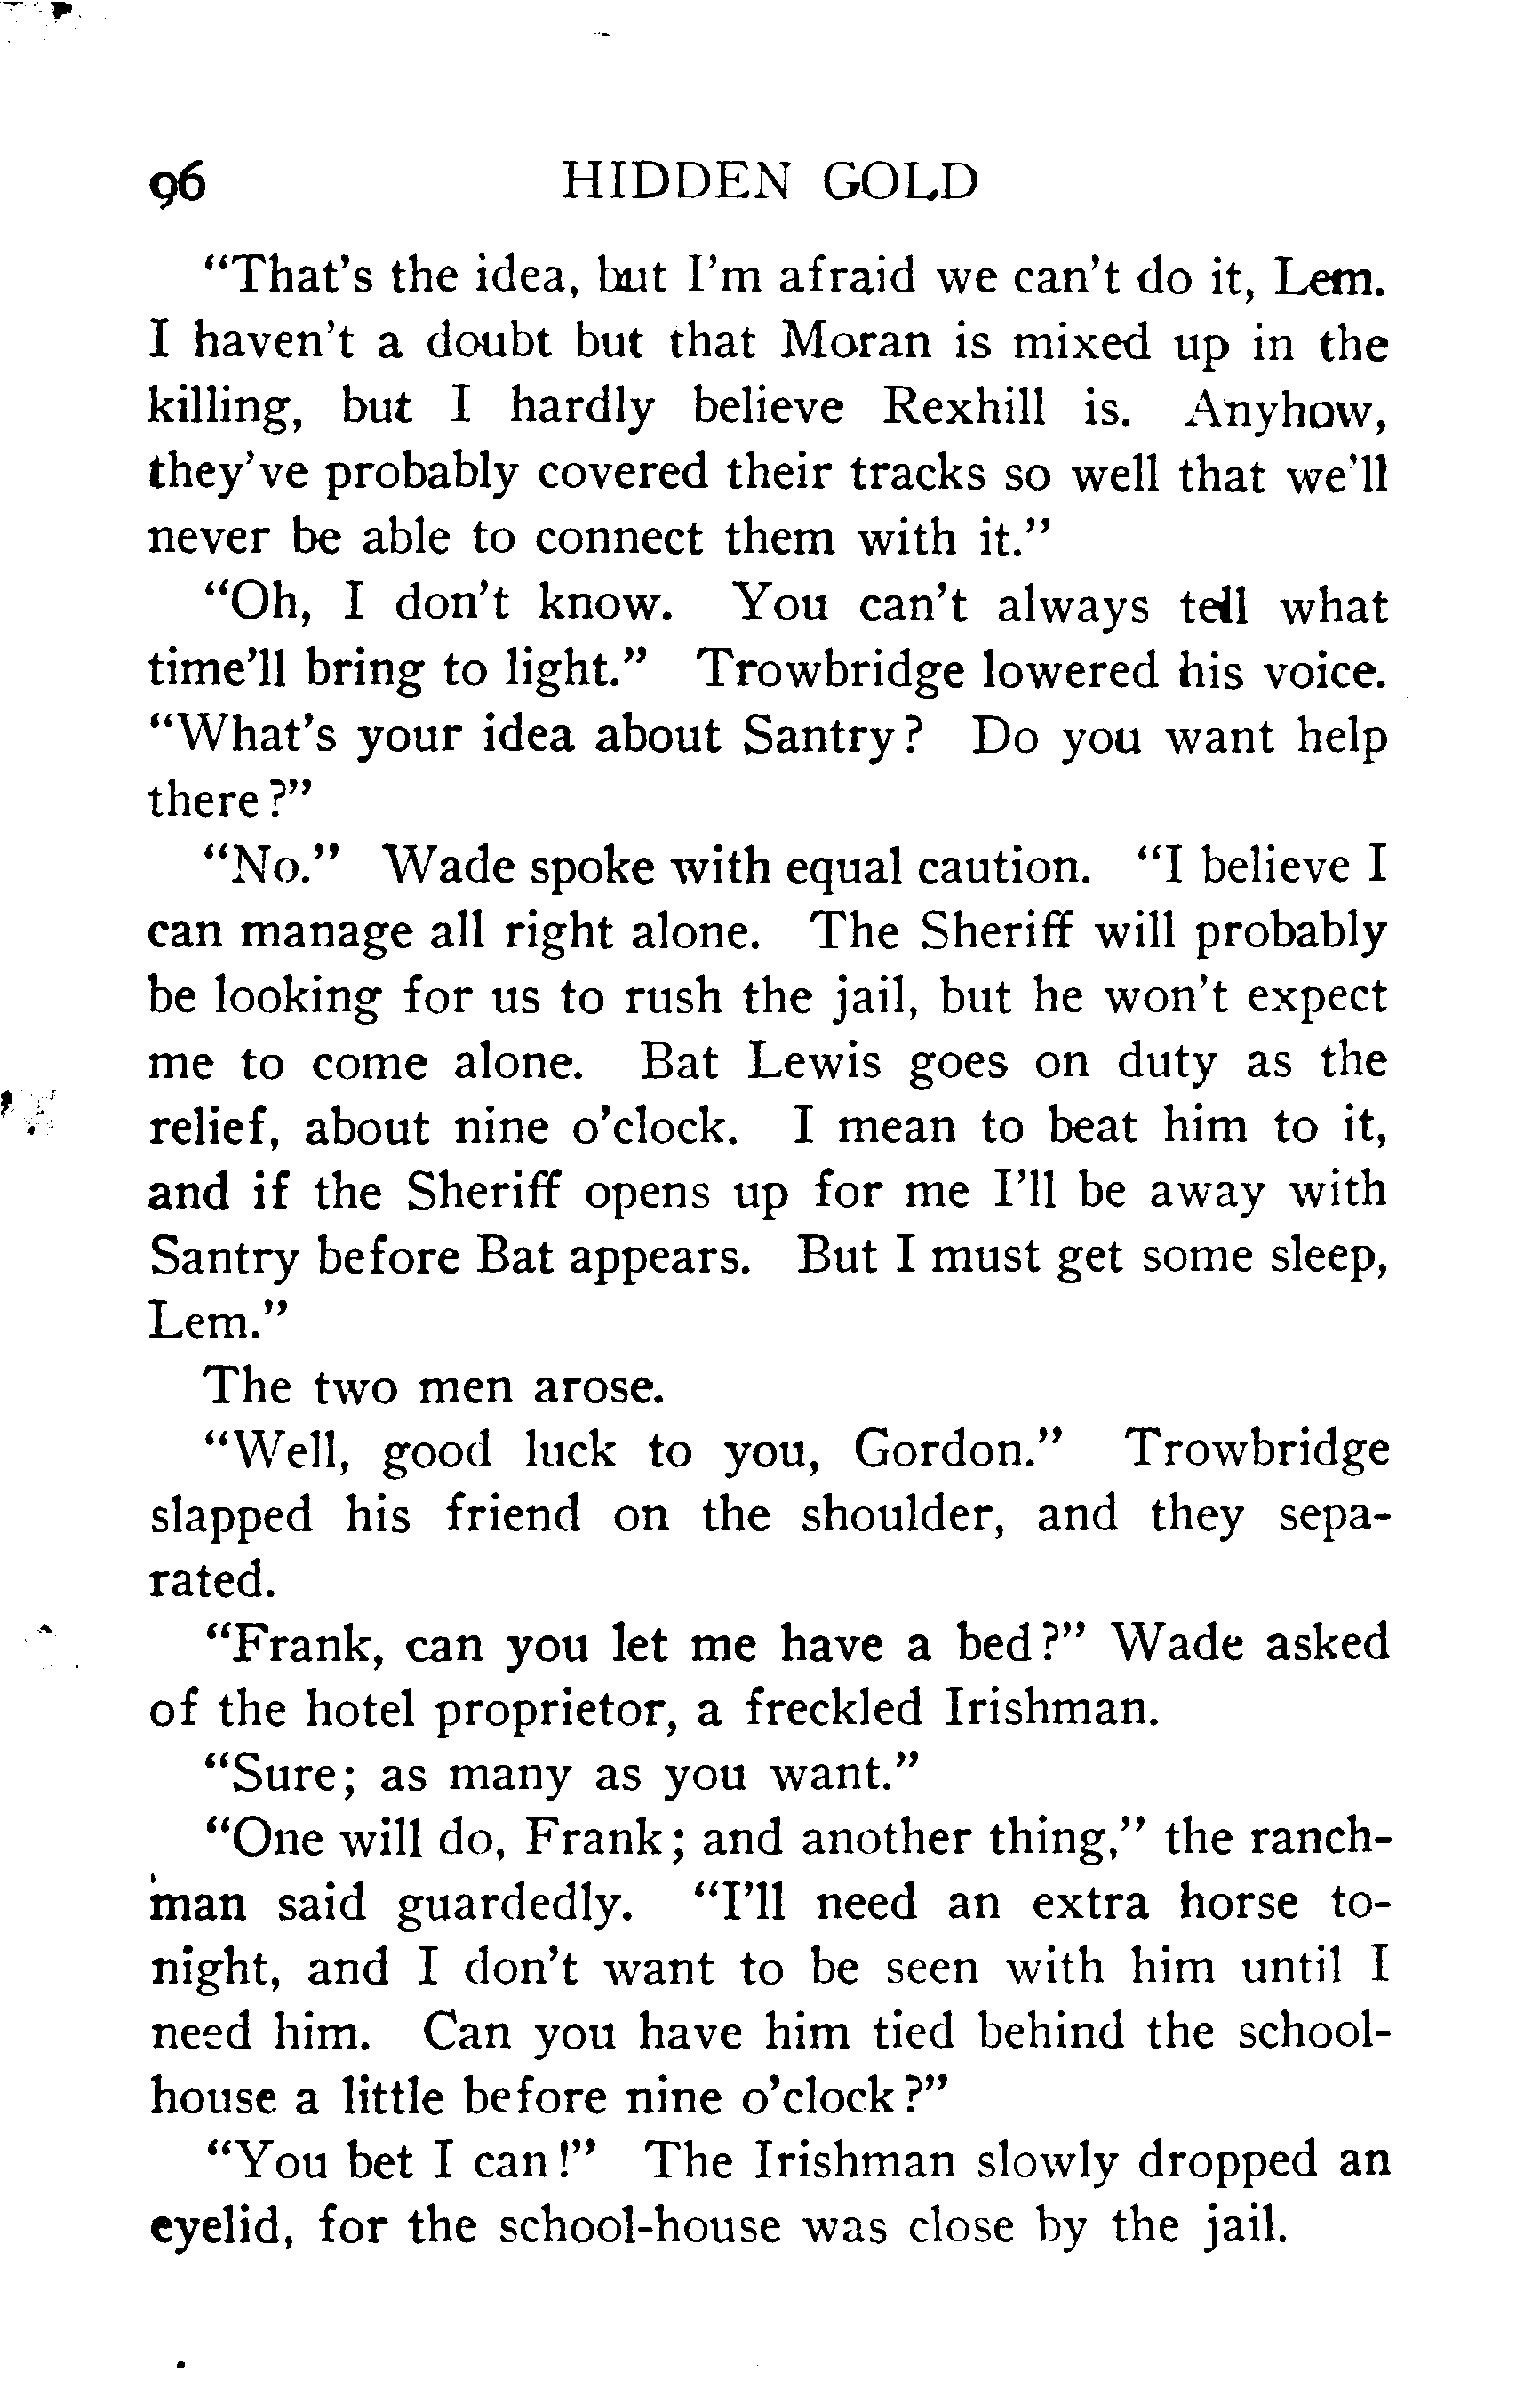 96 HIDDEN GOLD
"That's the idea, but I'm afraid we can't do it, Lem.
I haven't a doubt but that Moran is mixed up in the
killing, but I hardly believe Rexhill is. Anyhow,
they've probably covered their tracks so well that we'll
never be able to connect them with it."
"Oh, I don't know. You can't always tell what
time'll bring to light." Trowbridge lowered his voice.
"What's your idea about Santry? Do you want help
there?"
"No." Wade spoke with equal caution. "I believe I
can manage all right alone. The Sheriff will probably
be looking for us to rush the jail, but he won't expect
me to come alone. Bat Lewis goes on duty as the
relief, about nine o'clock. I mean to beat him to it,
and if the Sheriff opens up for me I'll be away with
Santry before Bat appears. But I must get some sleep,
Lem."
The two men arose.
"Well, good luck to you, Gordon." Trowbridge
slapped his friend on the shoulder, and they sepa-
rated.
"Frank, can you let me have a bed?" Wade asked
of the hotel proprietor, a freckled Irishman.
"Sure; as many as you want."
"One will do, Frank; and another thing," the ranch-
man said guardedly. "I'll need an extra horse to-
night, and I don't want to be seen with him until I
need him. Can you have him tied behind the school-
house a little before nine o'clock?"
"You bet I can!" The Irishman slowly dropped an
eyelid, for the school-house was close by the jail.